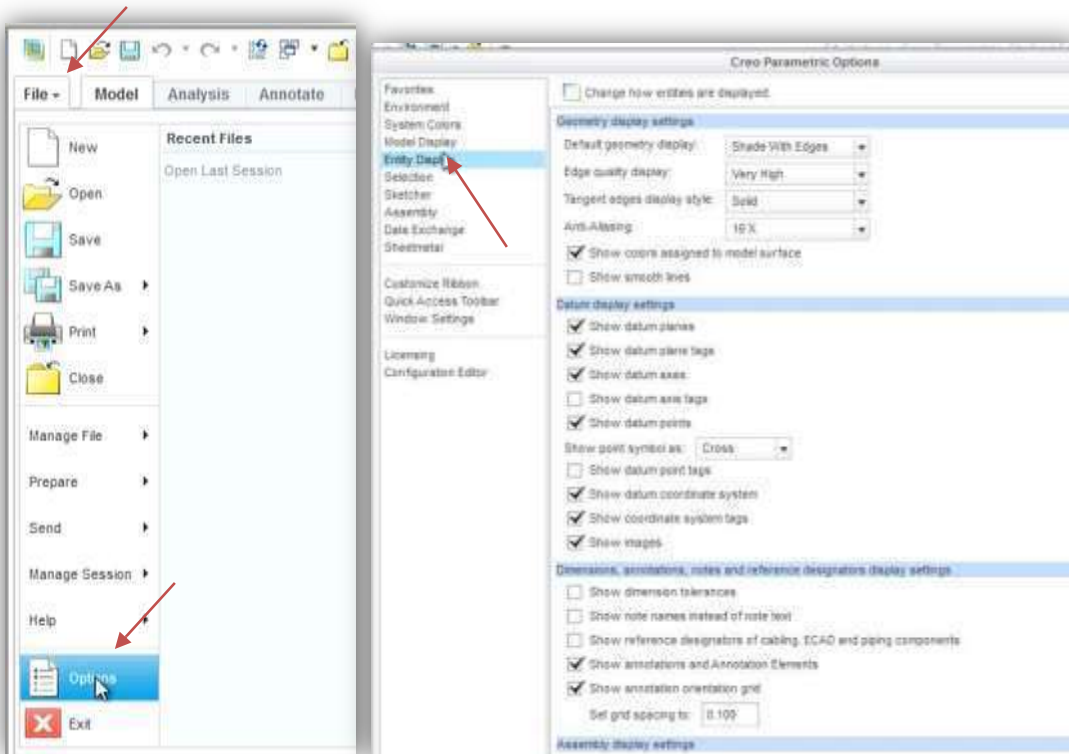 File
Model
Analysis
Annotate
New
Recent Files
Open Last Session
Open
Save
Save As
Print
Close
Manage File
Prepare
Send
Manage Session
Help
Options
Exit
Creo Parametric Options
Favorites
Environment
System Colors
Model Display
Entity Display
Selection
Sketcher
Assembly
Data Exchange
Sheetmetal
Customize Ribbon
Quick Access Toolbar
Window Settings
Licensing
Configuration Editor
Change how entities are displayed.
Geometry display settings
Default geometry display: Shade With Edges
Edge quality display: Very High
Tangent edges display style: Solid
Anti-Aliasing: 16 X
Show colors assigned to model surface
Show smooth lines
Datum display settings
Show datum planes
Show datum plane tags
Show datum axes
Show datum axis tags
Show datum points
Show point symbol as: Cross
Show datum point tags
Show datum coordinate system
Show coordinate system tags
Show images
Dimensions, annotations, notes and reference designators display settings
Show dimension tolerances
Show note names instead of note text
Show reference designators of cabling, ECAD and piping components
Show annotations and Annotation Elements
Show annotation orientation grid
Set grid spacing to: 0.100
Assembly display settings